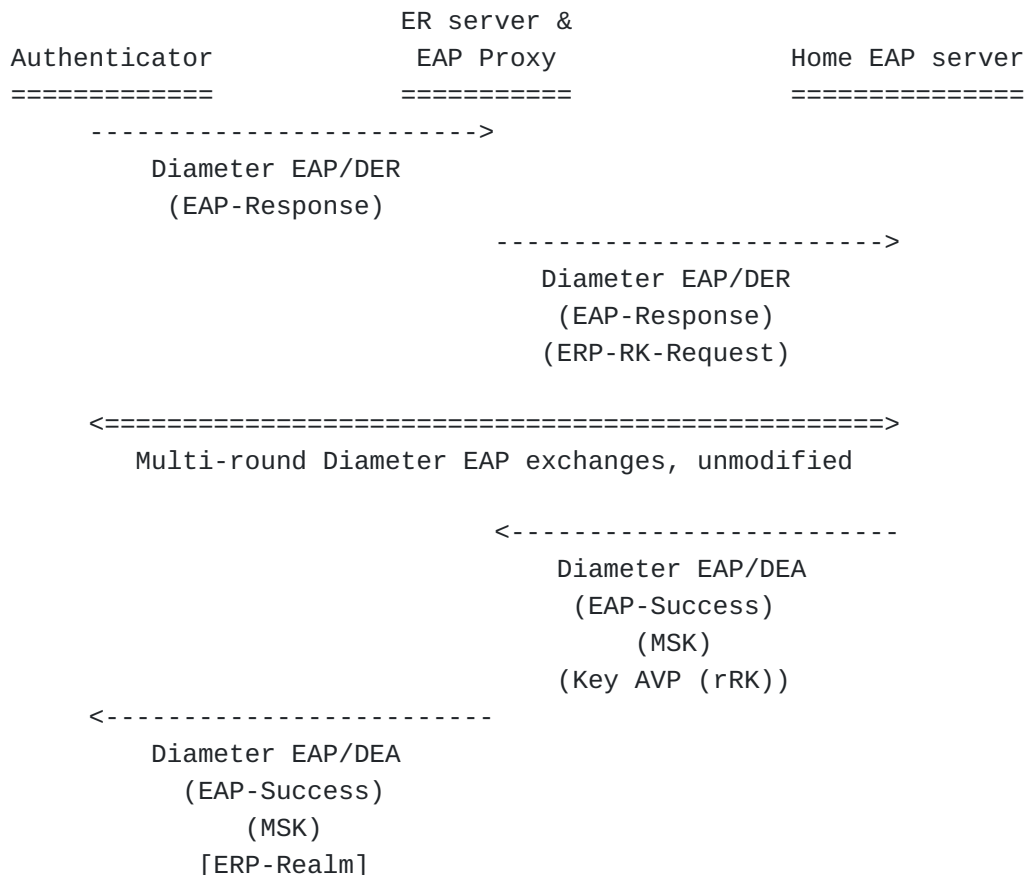 ER server &
Authenticator             EAP Proxy               Home EAP server
=============            ===========              ===============
     ------------------------->
         Diameter EAP/DER
          (EAP-Response)
                               ------------------------->
                                  Diameter EAP/DER
                                   (EAP-Response)
                                  (ERP-RK-Request)

     <==================================================>
        Multi-round Diameter EAP exchanges, unmodified

                               <-------------------------
                                   Diameter EAP/DEA
                                    (EAP-Success)
                                        (MSK)
                                   (Key AVP (rRK))
     <-------------------------
         Diameter EAP/DEA
           (EAP-Success)
               (MSK)
            [ERP-Realm]